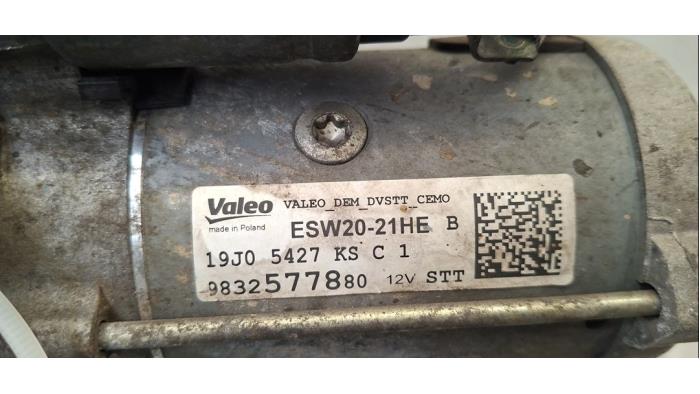 Valeo VALEO_DEM_DVSTT_CEMO
made in Poland ESW20-21HE B
19J0 5427 KS C 1
9832577880 12V STT